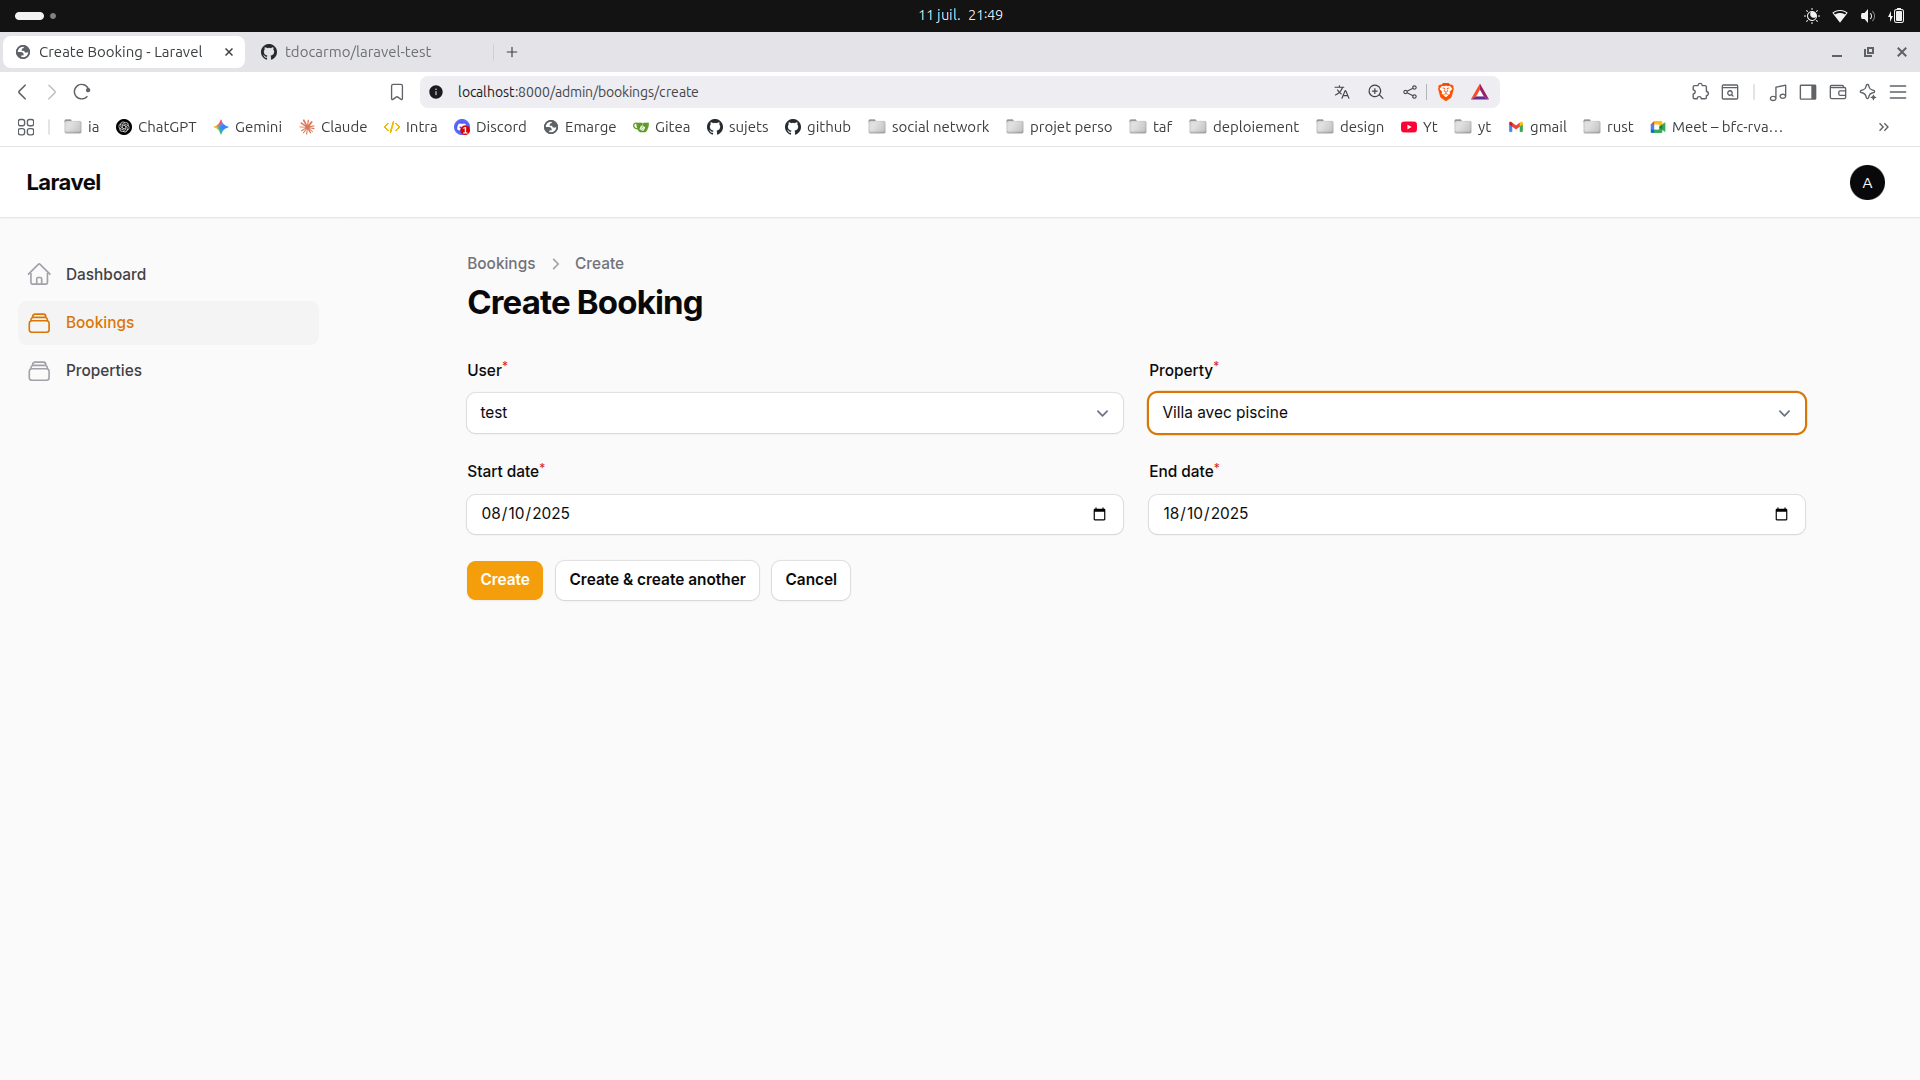 11 juil. 21:49
Create Booking - Laravel
tdocarmo/laravel-test
localhost:8000/admin/bookings/create
ia ChatGPT Gemini Claude Intra 1 Discord Emarge Gitea sujets github social network projet perso taf deploiement design Yt yt gmail rust Meet – bfc-rva…
Laravel
A
Dashboard
Bookings
Properties
Bookings > Create
Create Booking
User* Property*
test Villa avec piscine
Start date* End date*
08/10/2025 18/10/2025
Create Create & create another Cancel